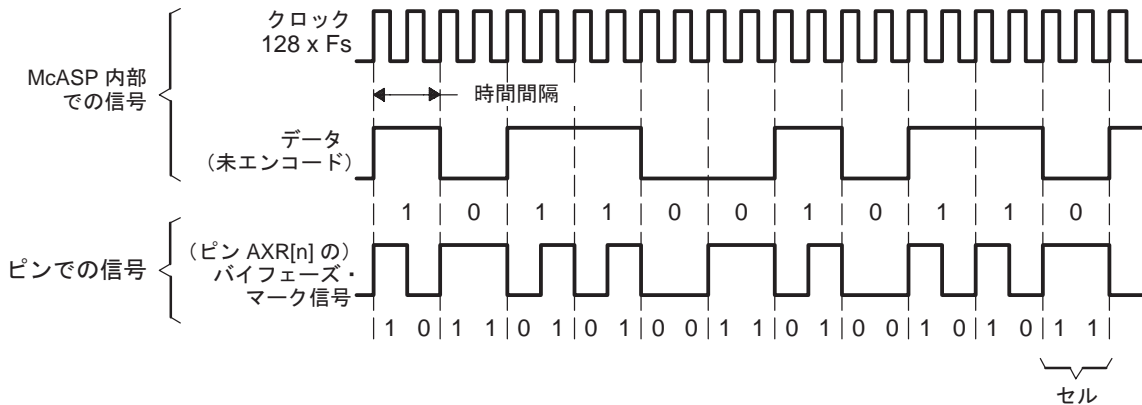 クロック
128 x Fs
McASP 内部
での信号
時間間隔
データ
（未エンコード）
1 0 1 1 0 0 1 0 1 1 0
ピンでの信号
（ピン AXR[n] の）
バイフェーズ・
マーク信号
1 0 1 1 0 1 0 1 0 0 1 1 0 1 0 0 1 0 1 0 1 1
セル